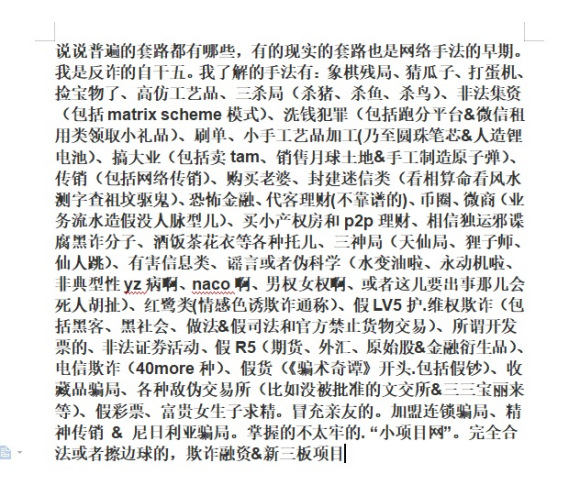 说说普遍的套路都有哪些，有的现实的套路也是网络手法的早期。
我是反诈的自干五。我了解的手法有：象棋残局、猜瓜子、打蛋机、
捡宝物了、高仿工艺品、三杀局（杀猪、杀鱼、杀鸟）、非法集资
（包括matrix scheme 模式）、洗钱犯罪（包括跑分平台&微信租
用类领取小礼品）、刷单、小手工艺品加工(乃至圆珠笔芯&人造锂
电池）、搞大业（包括卖 tam、销售月球土地&手工制造原子弹）、
传销（包括网络传销）、购买老婆、封建迷信类（看相算命看风水
测字查祖坟驱鬼）、恐怖金融、代客理财(不靠谱的)、币圈、微商（业
务流水造假没人脉型儿）、买小产权房和 p2p 理财、相信独运邪谍
腐黑诈分子、酒饭茶花衣等各种托儿、三神局（天仙局、狸子师、
仙人跳）、有害信息类、谣言或者伪科学（水变油啦、永动机啦、
非典型性 yz 病啊、naco 啊、男权女权啊、或者这儿要出事那儿会
死人胡扯）、红鹭类(情感色诱欺诈通称）、假 LV5 护.维权欺诈（包
括黑客、黑社会、做法&假司法和官方禁止货物交易）、所谓开发
票的、非法证券活动、假 R5（期货、外汇、原始股&金融衍生品）、
电信欺诈（40more 种）、假货（《骗术奇谭》开头.包括假钞）、收
藏品骗局、各种敌伪交易所（比如没被批准的文交所&三三宝丽来
等）、假彩票、富贵女生子求精。冒充亲友的。加盟连锁骗局、精
神传销 & 尼日利亚骗局。掌握的不太牢的. “小项目网”。完全合
法或者擦边球的，欺诈融资&新三板项目